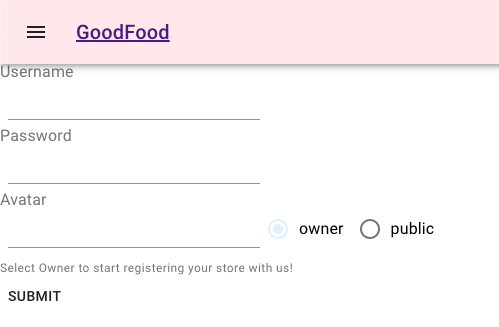 GoodFood
Username
Password
Avatar
owner public
Select Owner to start registering your store with us!
SUBMIT